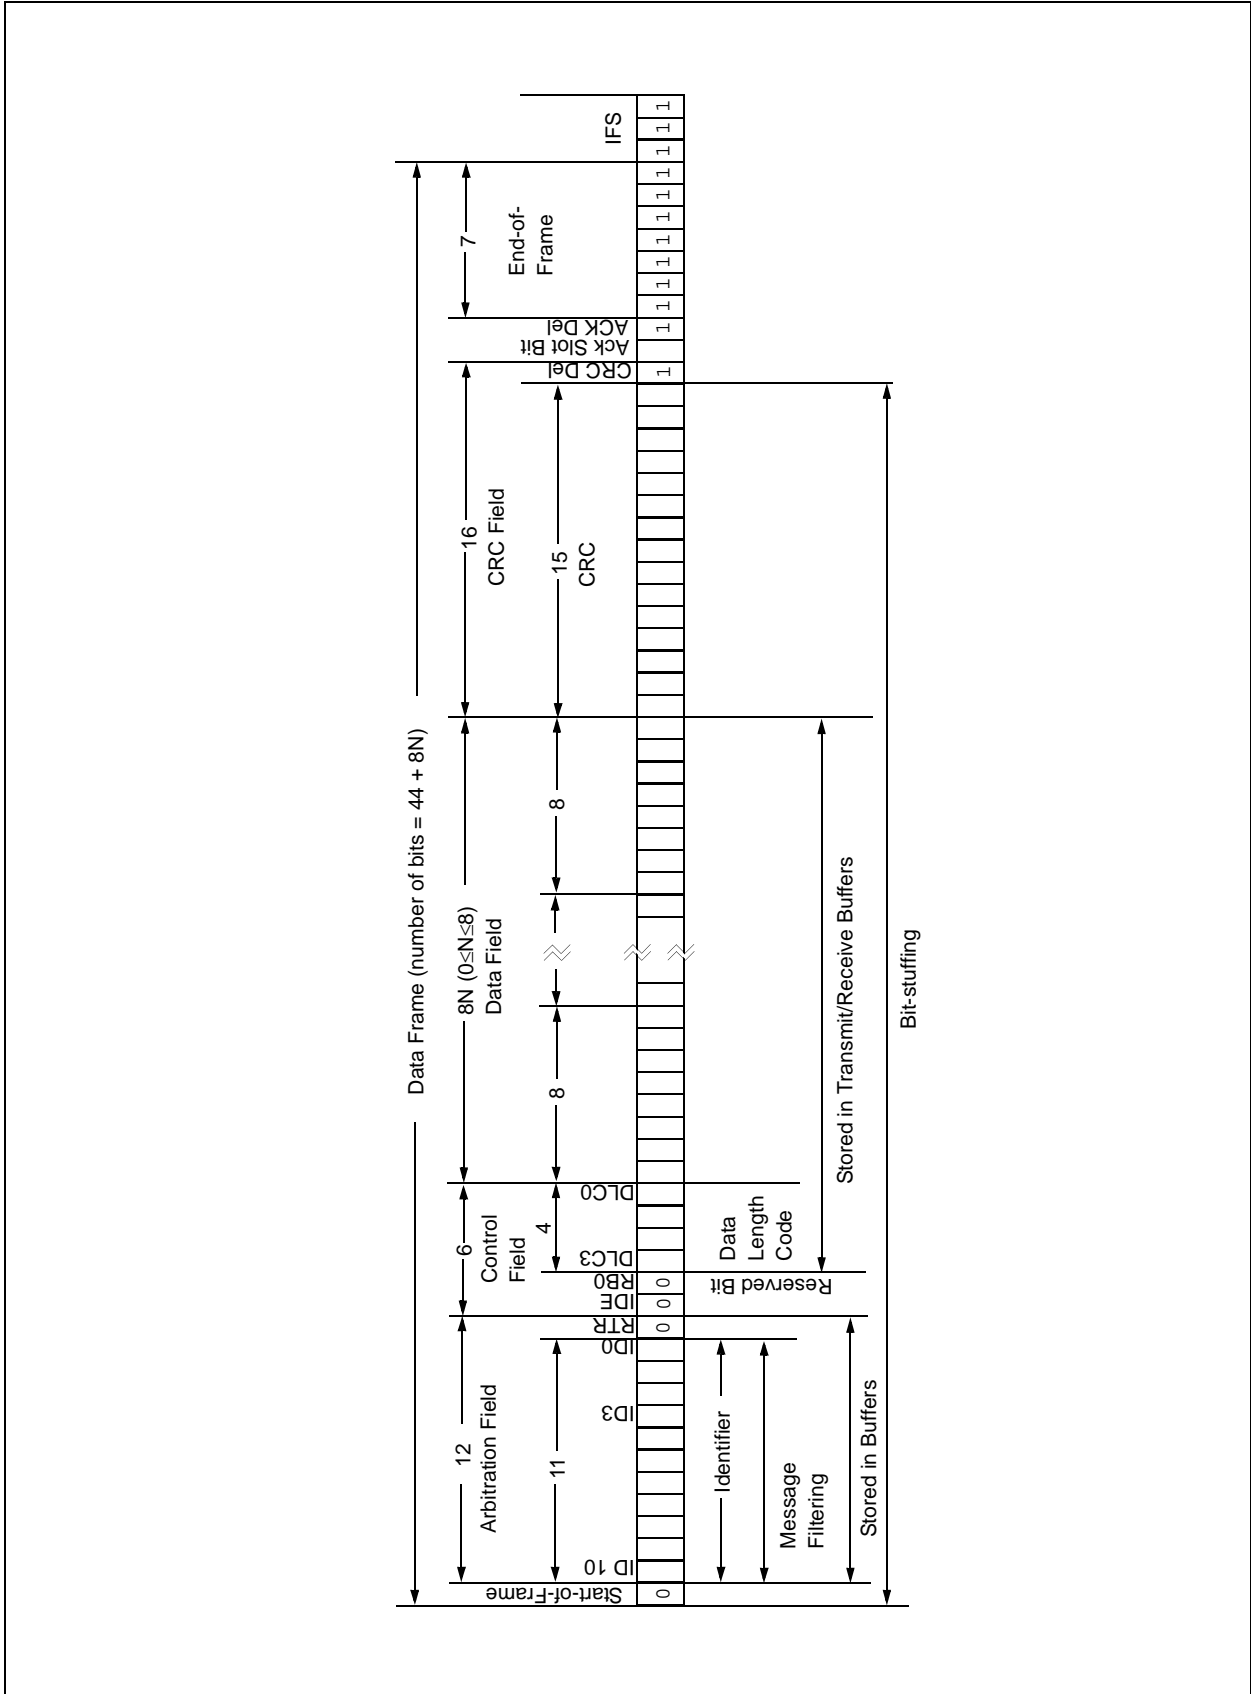 Data Frame (number of bits = 44 + 8N)
12
Arbitration Field
6
Control
Field
8N (0≤N≤8)
Data Field
16
CRC Field
7
End-of-
Frame
IFS
11
4
8
8
15
CRC
Start-of-Frame
ID 10
ID3
ID0
RTR
IDE
RB0
DLC3
DLC0
CRC Del
Ack Slot Bit
ACK Del
0
0 0 0
1
1 1 1 1 1 1 1 1 1 1 1
Identifier
Message
Filtering
Stored in Buffers
Reserved Bit
Data
Length
Code
Stored in Transmit/Receive Buffers
Bit-stuffing